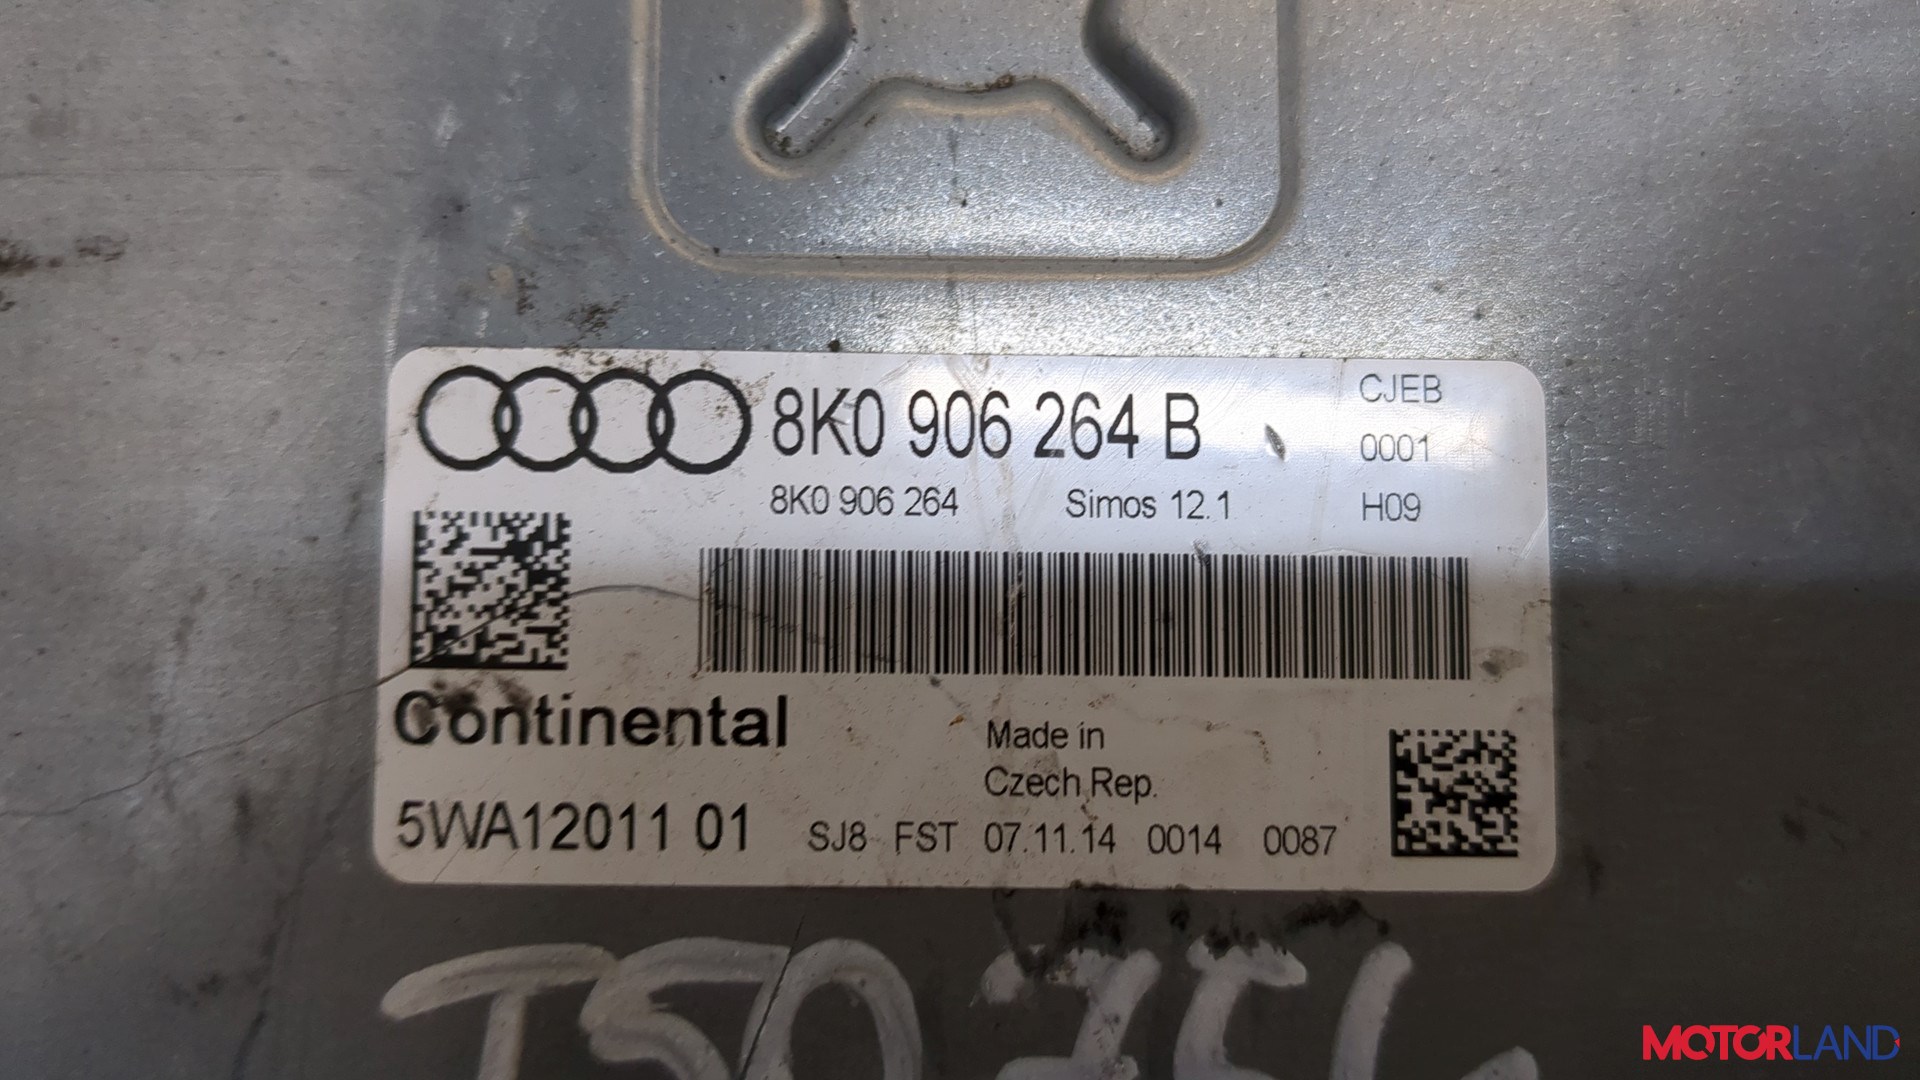 8K0 906 264 B
CJEB
0001
8K0 906 264 Simos 12.1 H09
Continental
Made in
Czech Rep.
5WA12011 01 SJ8 FST 07.11.14 0014 0087
MOTORLAND